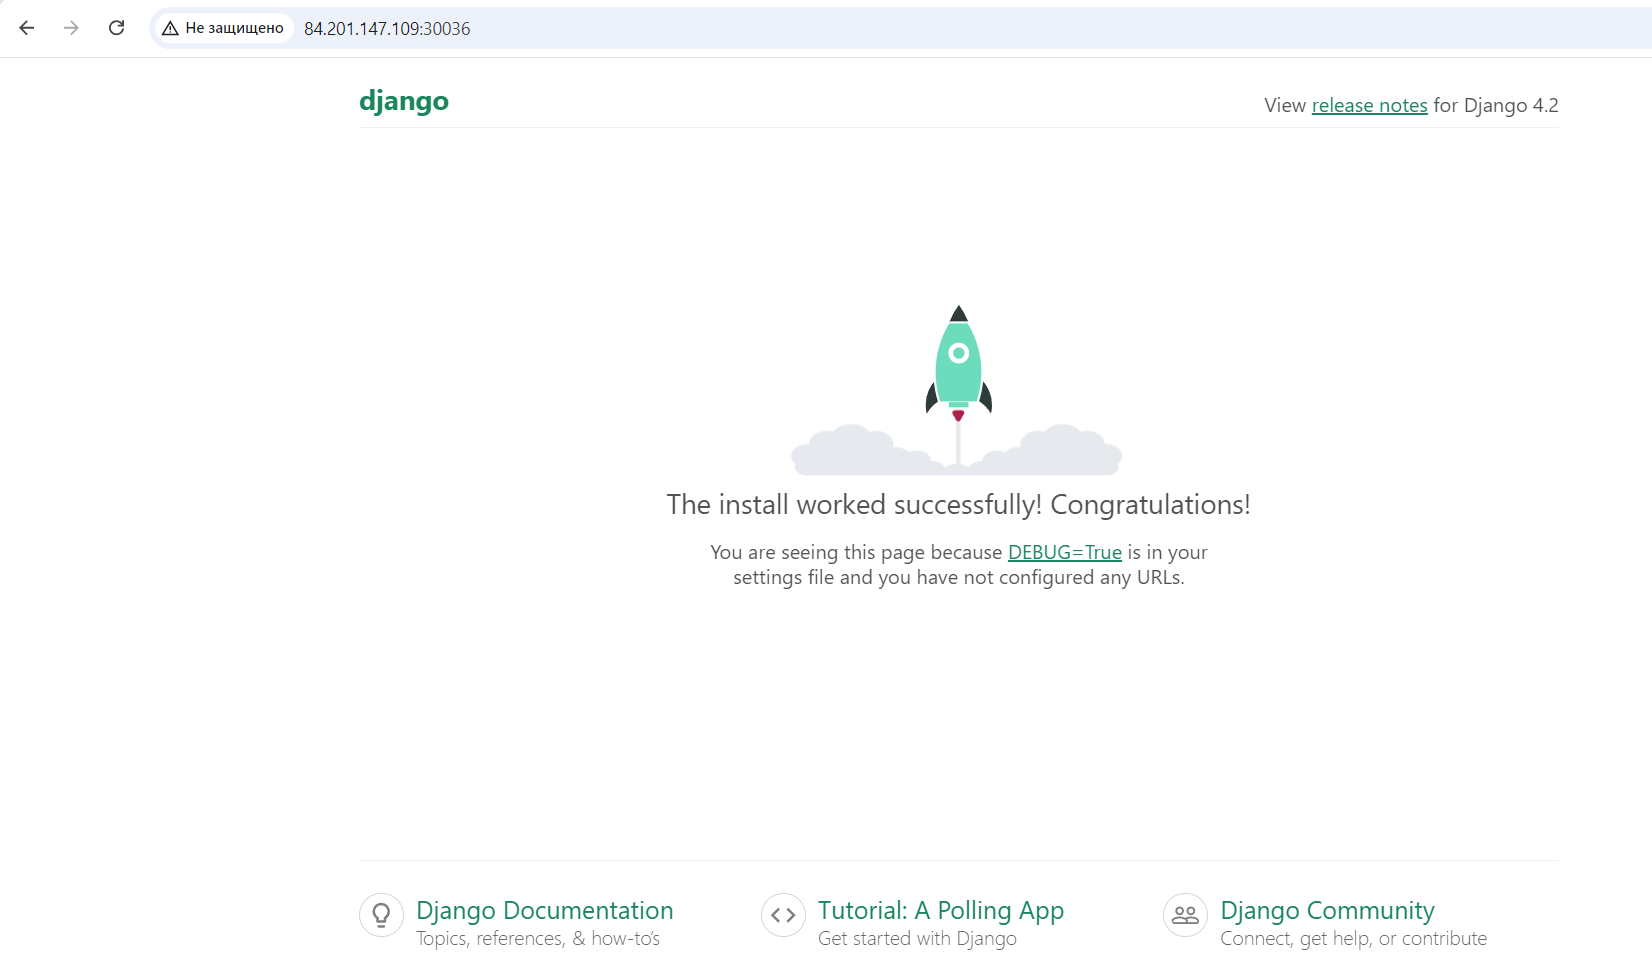 Не защищено 84.201.147.109:30036
django
View release notes for Django 4.2
The install worked successfully! Congratulations!
You are seeing this page because DEBUG=True is in your
settings file and you have not configured any URLs.
Django Documentation
Topics, references, & how-to’s
Tutorial: A Polling App
Get started with Django
Django Community
Connect, get help, or contribute